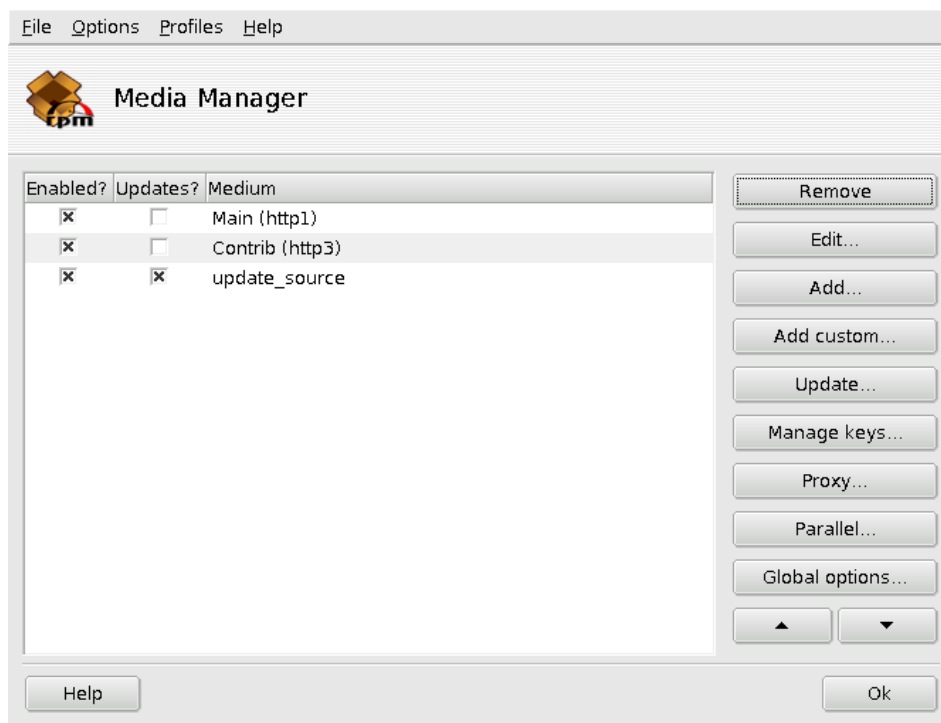 File Options Profiles Help
rpm
Media Manager
Enabled? Updates? Medium
Main (http1)
Contrib (http3)
update_source
Remove
Edit...
Add...
Add custom...
Update...
Manage keys...
Proxy...
Parallel...
Global options...
Help
Ok